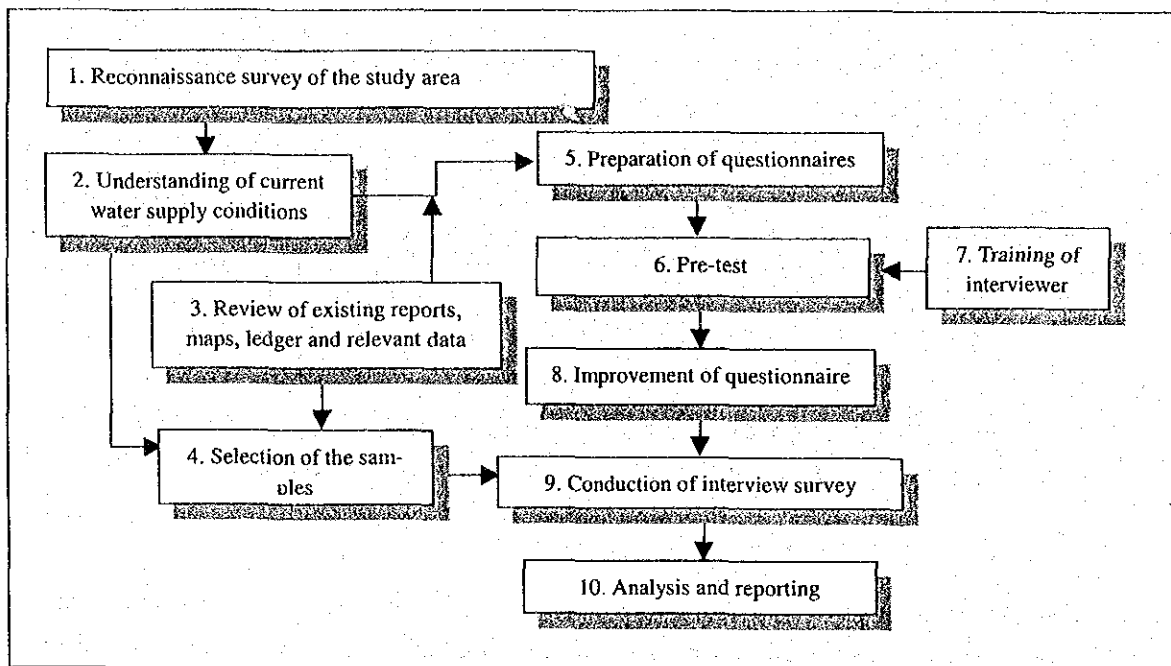 1. Reconnaissance survey of the study area
2. Understanding of current
water supply conditions
3. Review of existing reports,
maps, ledger and relevant data
4. Selection of the sam-
ples
5. Preparation of questionnaires
6. Pre-test
7. Training of
interviewer
8. Improvement of questionnaire
9. Conduction of interview survey
10. Analysis and reporting